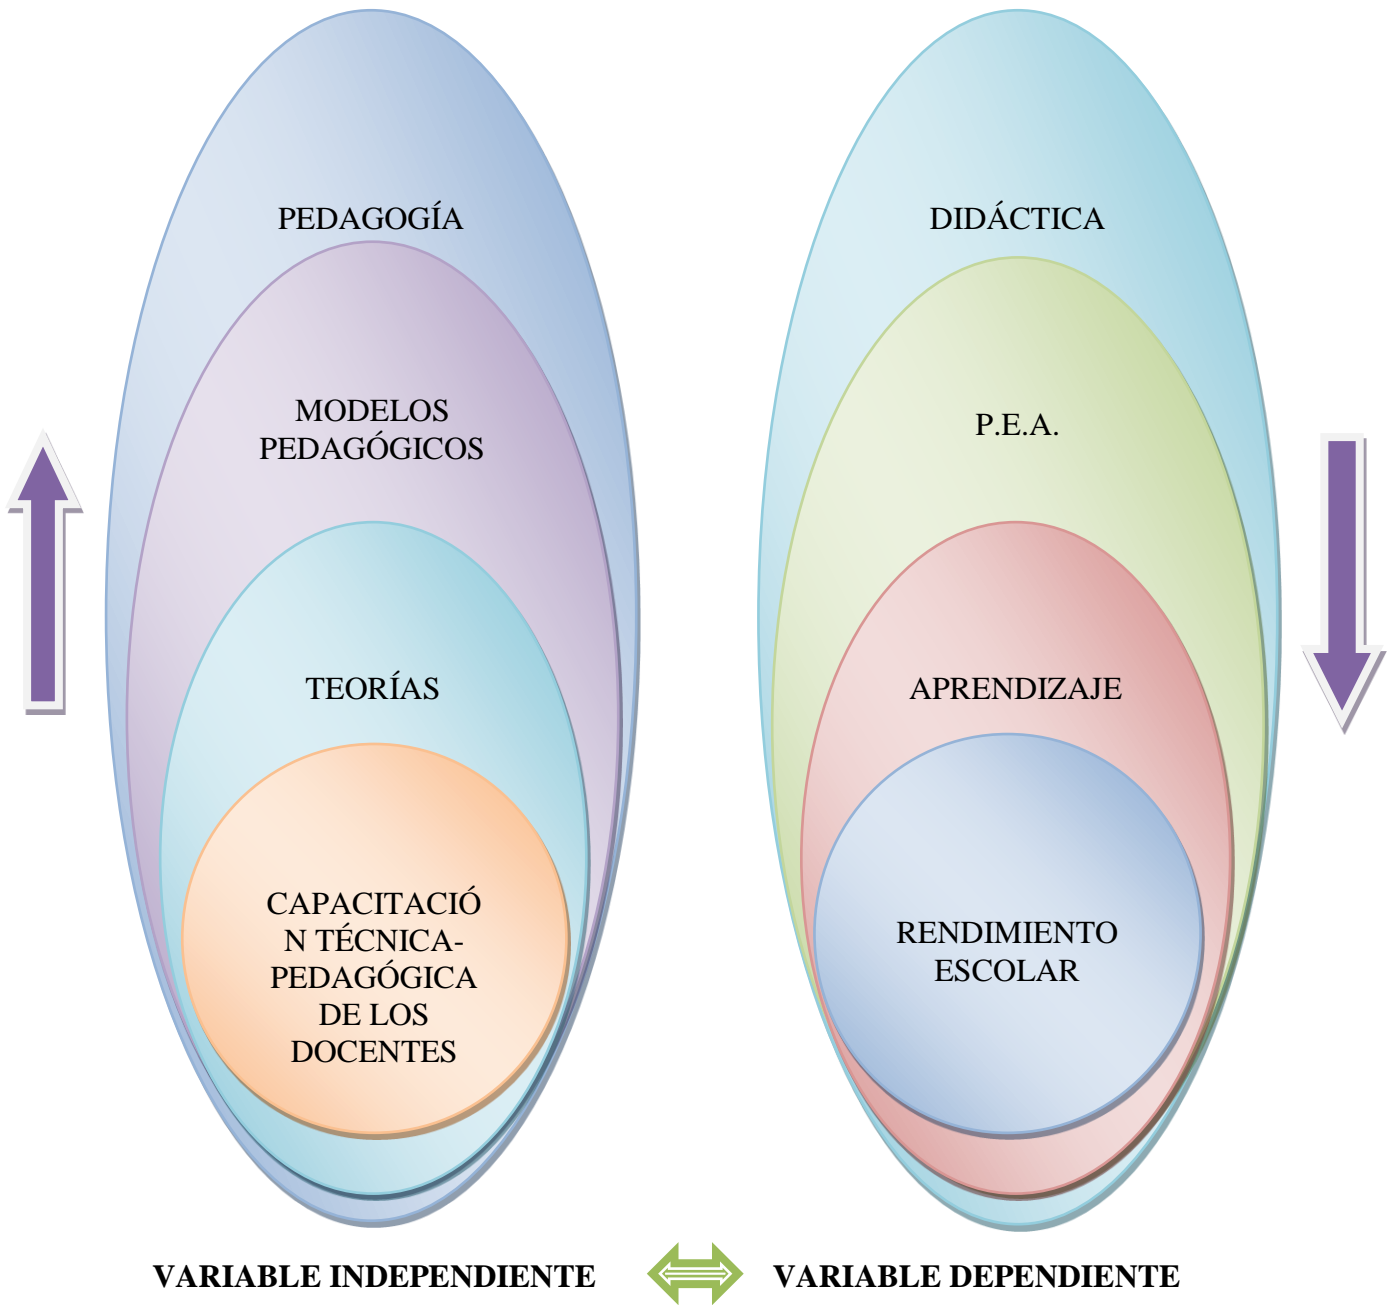 PEDAGOGÍA
MODELOS
PEDAGÓGICOS
TEORÍAS
CAPACITACIÓ
N TÉCNICA-
PEDAGÓGICA
DE LOS
DOCENTES
VARIABLE INDEPENDIENTE
DIDÁCTICA
P.E.A.
APRENDIZAJE
RENDIMIENTO
ESCOLAR
VARIABLE DEPENDIENTE